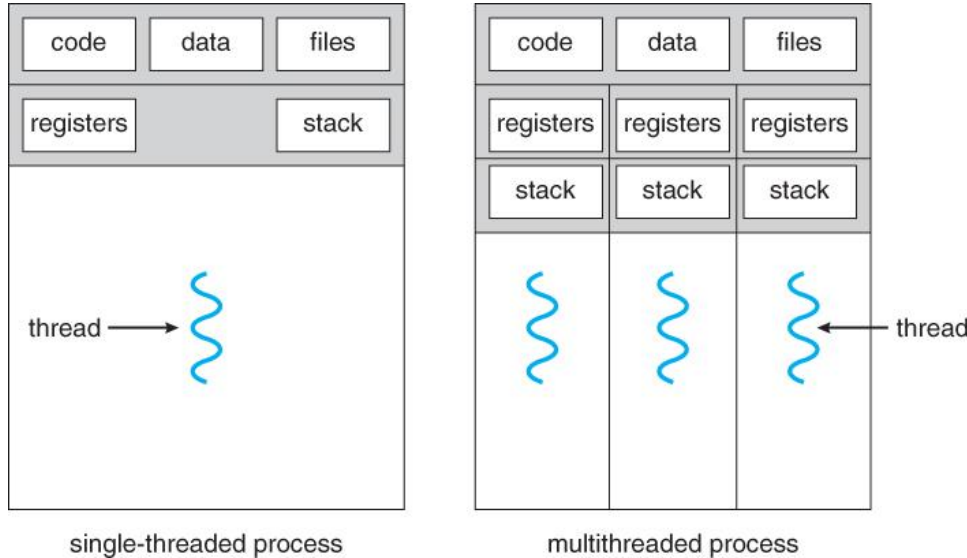 code data files
registers stack
thread
single-threaded process
code data files
registers registers registers
stack stack stack
thread
multithreaded process